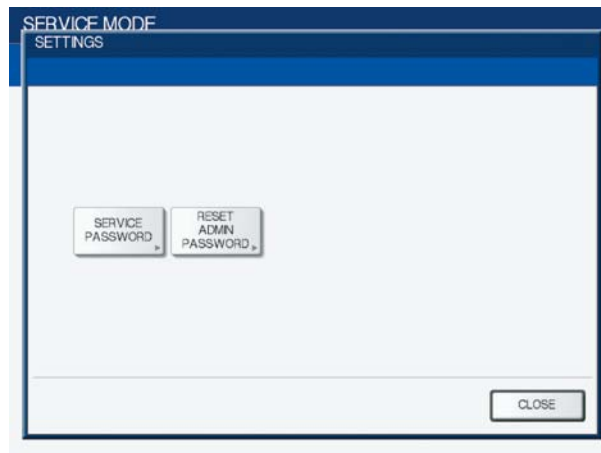 SERVICE MODE
SETTINGS
SERVICE
PASSWORD
RESET
ADMIN
PASSWORD
CLOSE